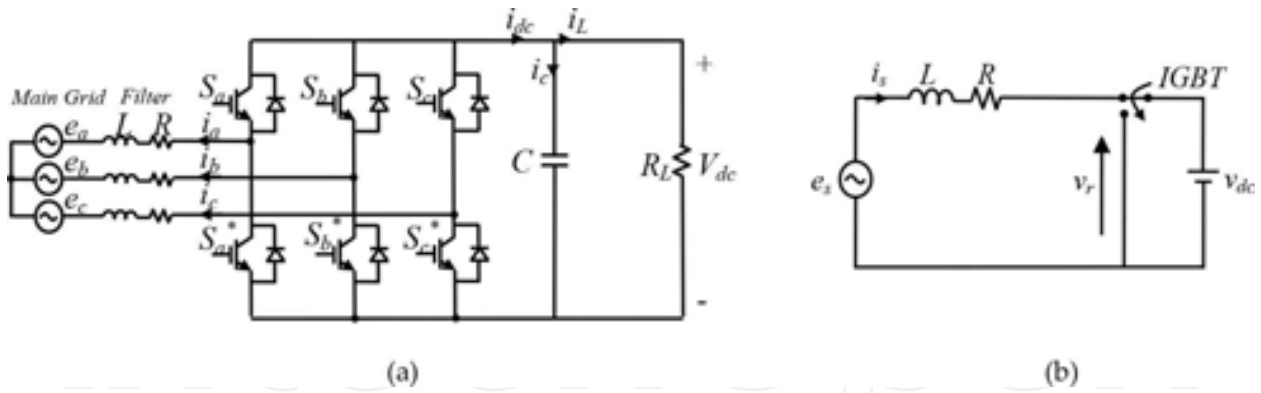 i_dc i_L
i_c
Main Grid Filter
S_a S_b S_c
e_a L R i_a
e_b i_b
e_c i_c
C R_L V_dc
+
-
S_a* S_b* S_c*
(a)
i_s L R IGBT
e_s v_r v_dc
(b)